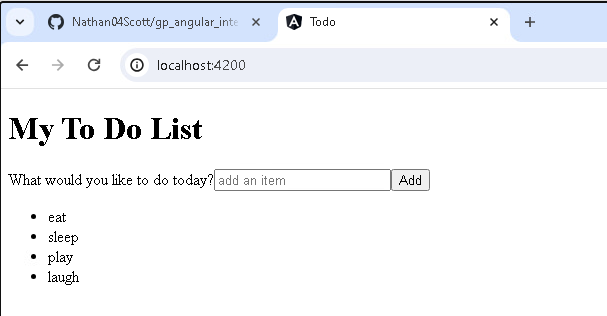 Nathan04Scott/gp_angular_inte
Todo
localhost:4200
My To Do List
What would you like to do today? add an item Add
eat
sleep
play
laugh